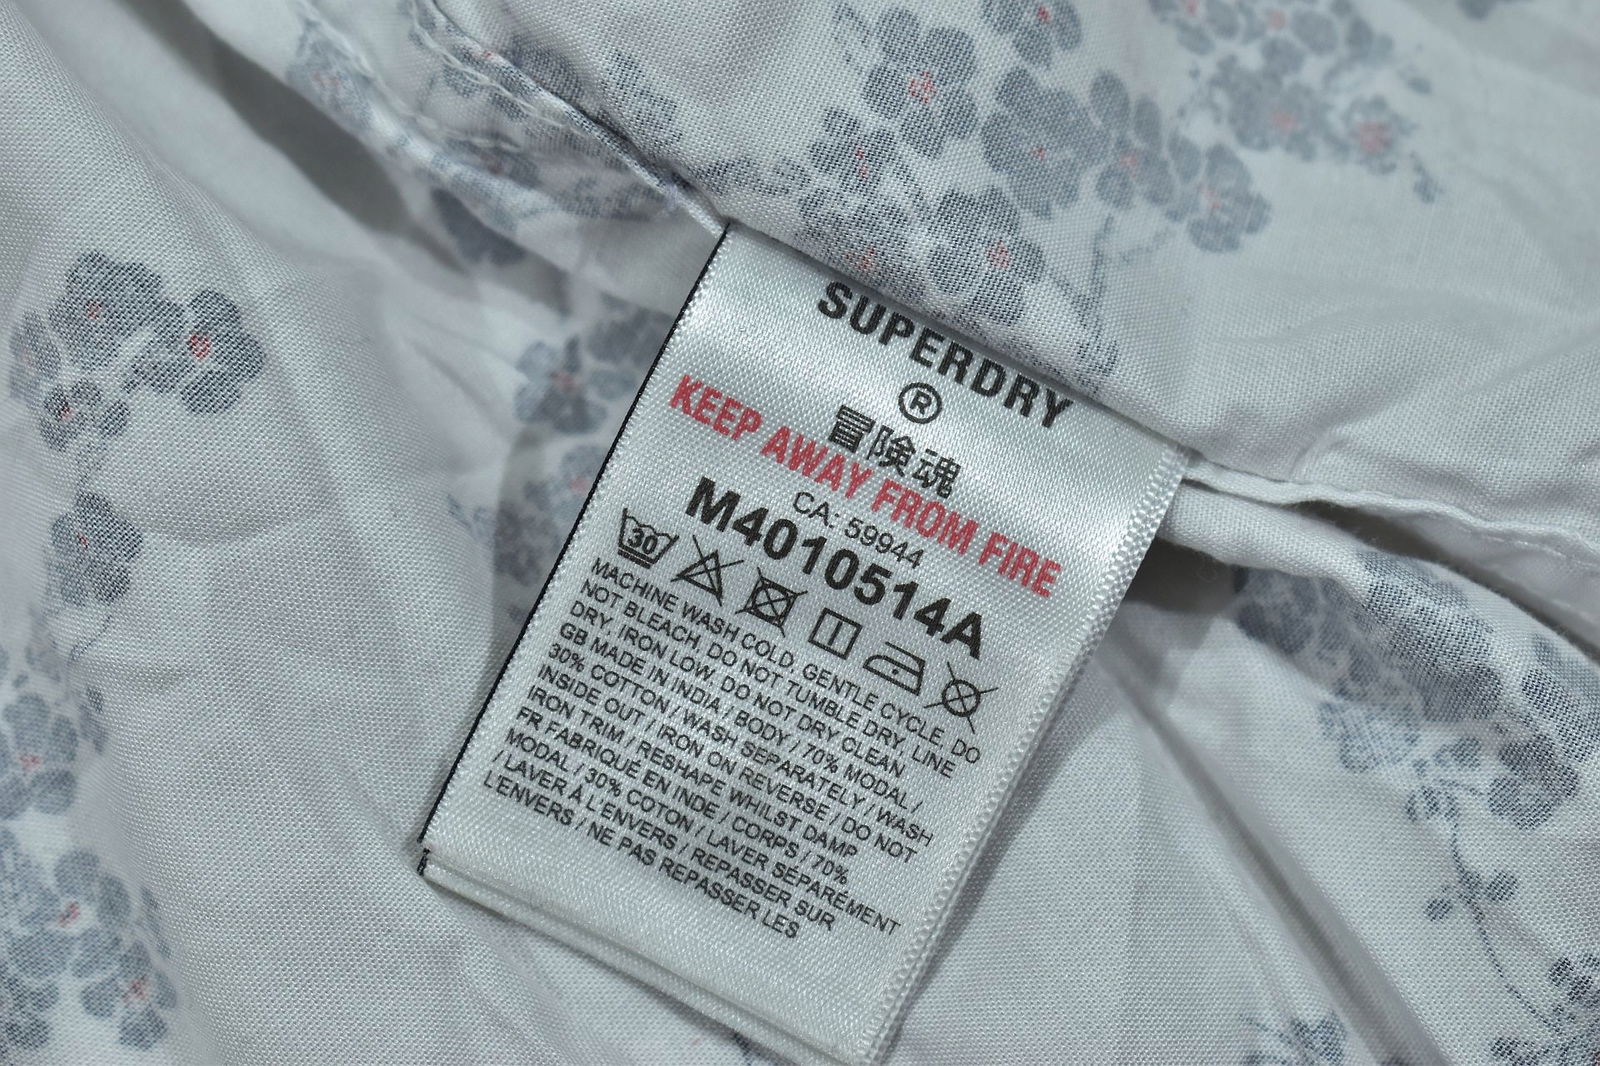 SUPERDRY
®
冒険魂
KEEP AWAY FROM FIRE
CA: 59944
M4010514A
30
MACHINE WASH COLD, GENTLE CYCLE, DO
NOT BLEACH, DO NOT TUMBLE DRY, LINE
DRY, IRON LOW, DO NOT DRY CLEAN
GB MADE IN INDIA / BODY / 70% MODAL /
30% COTTON / WASH SEPARATELY / WASH
INSIDE OUT / IRON ON REVERSE / DO NOT
IRON TRIM / RESHAPE WHILST DAMP
FR FABRIQUÉ EN INDE / CORPS / 70%
MODAL / 30% COTON / LAVER SÉPARÉMENT
/ LAVER À L'ENVERS / REPASSER SUR
L'ENVERS / NE PAS REPASSER LES